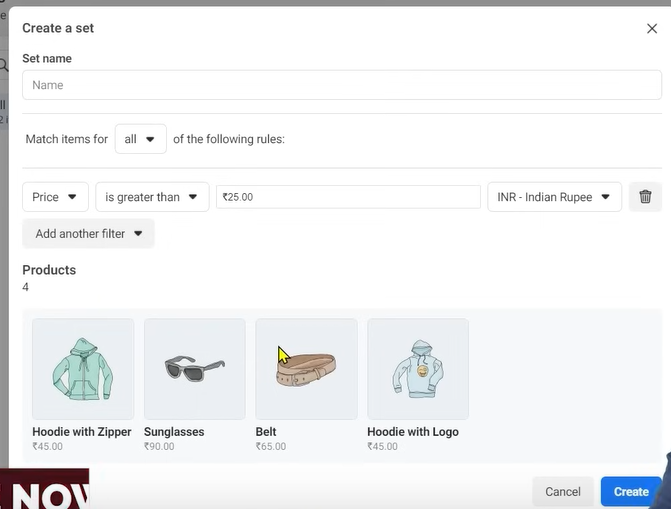 Create a set
Set name
Name
Match items for all of the following rules:
Price is greater than ₹25.00 INR - Indian Rupee
Add another filter
Products
4
Hoodie with Zipper Sunglasses Belt Hoodie with Logo
₹45.00 ₹90.00 ₹65.00 ₹45.00
Cancel Create